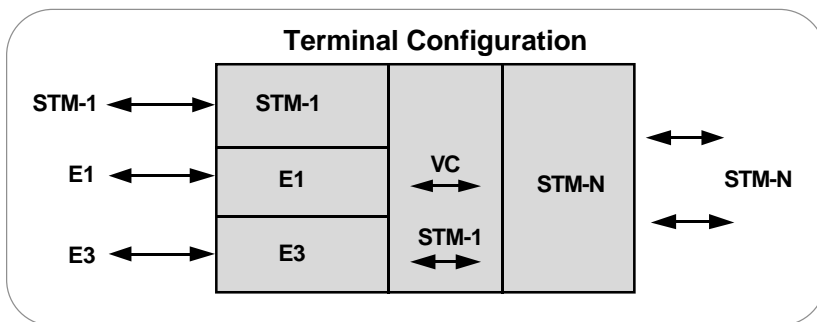 Terminal Configuration
STM-1
STM-1
E1
E1
VC
STM-N
STM-N
STM-1
E3
E3